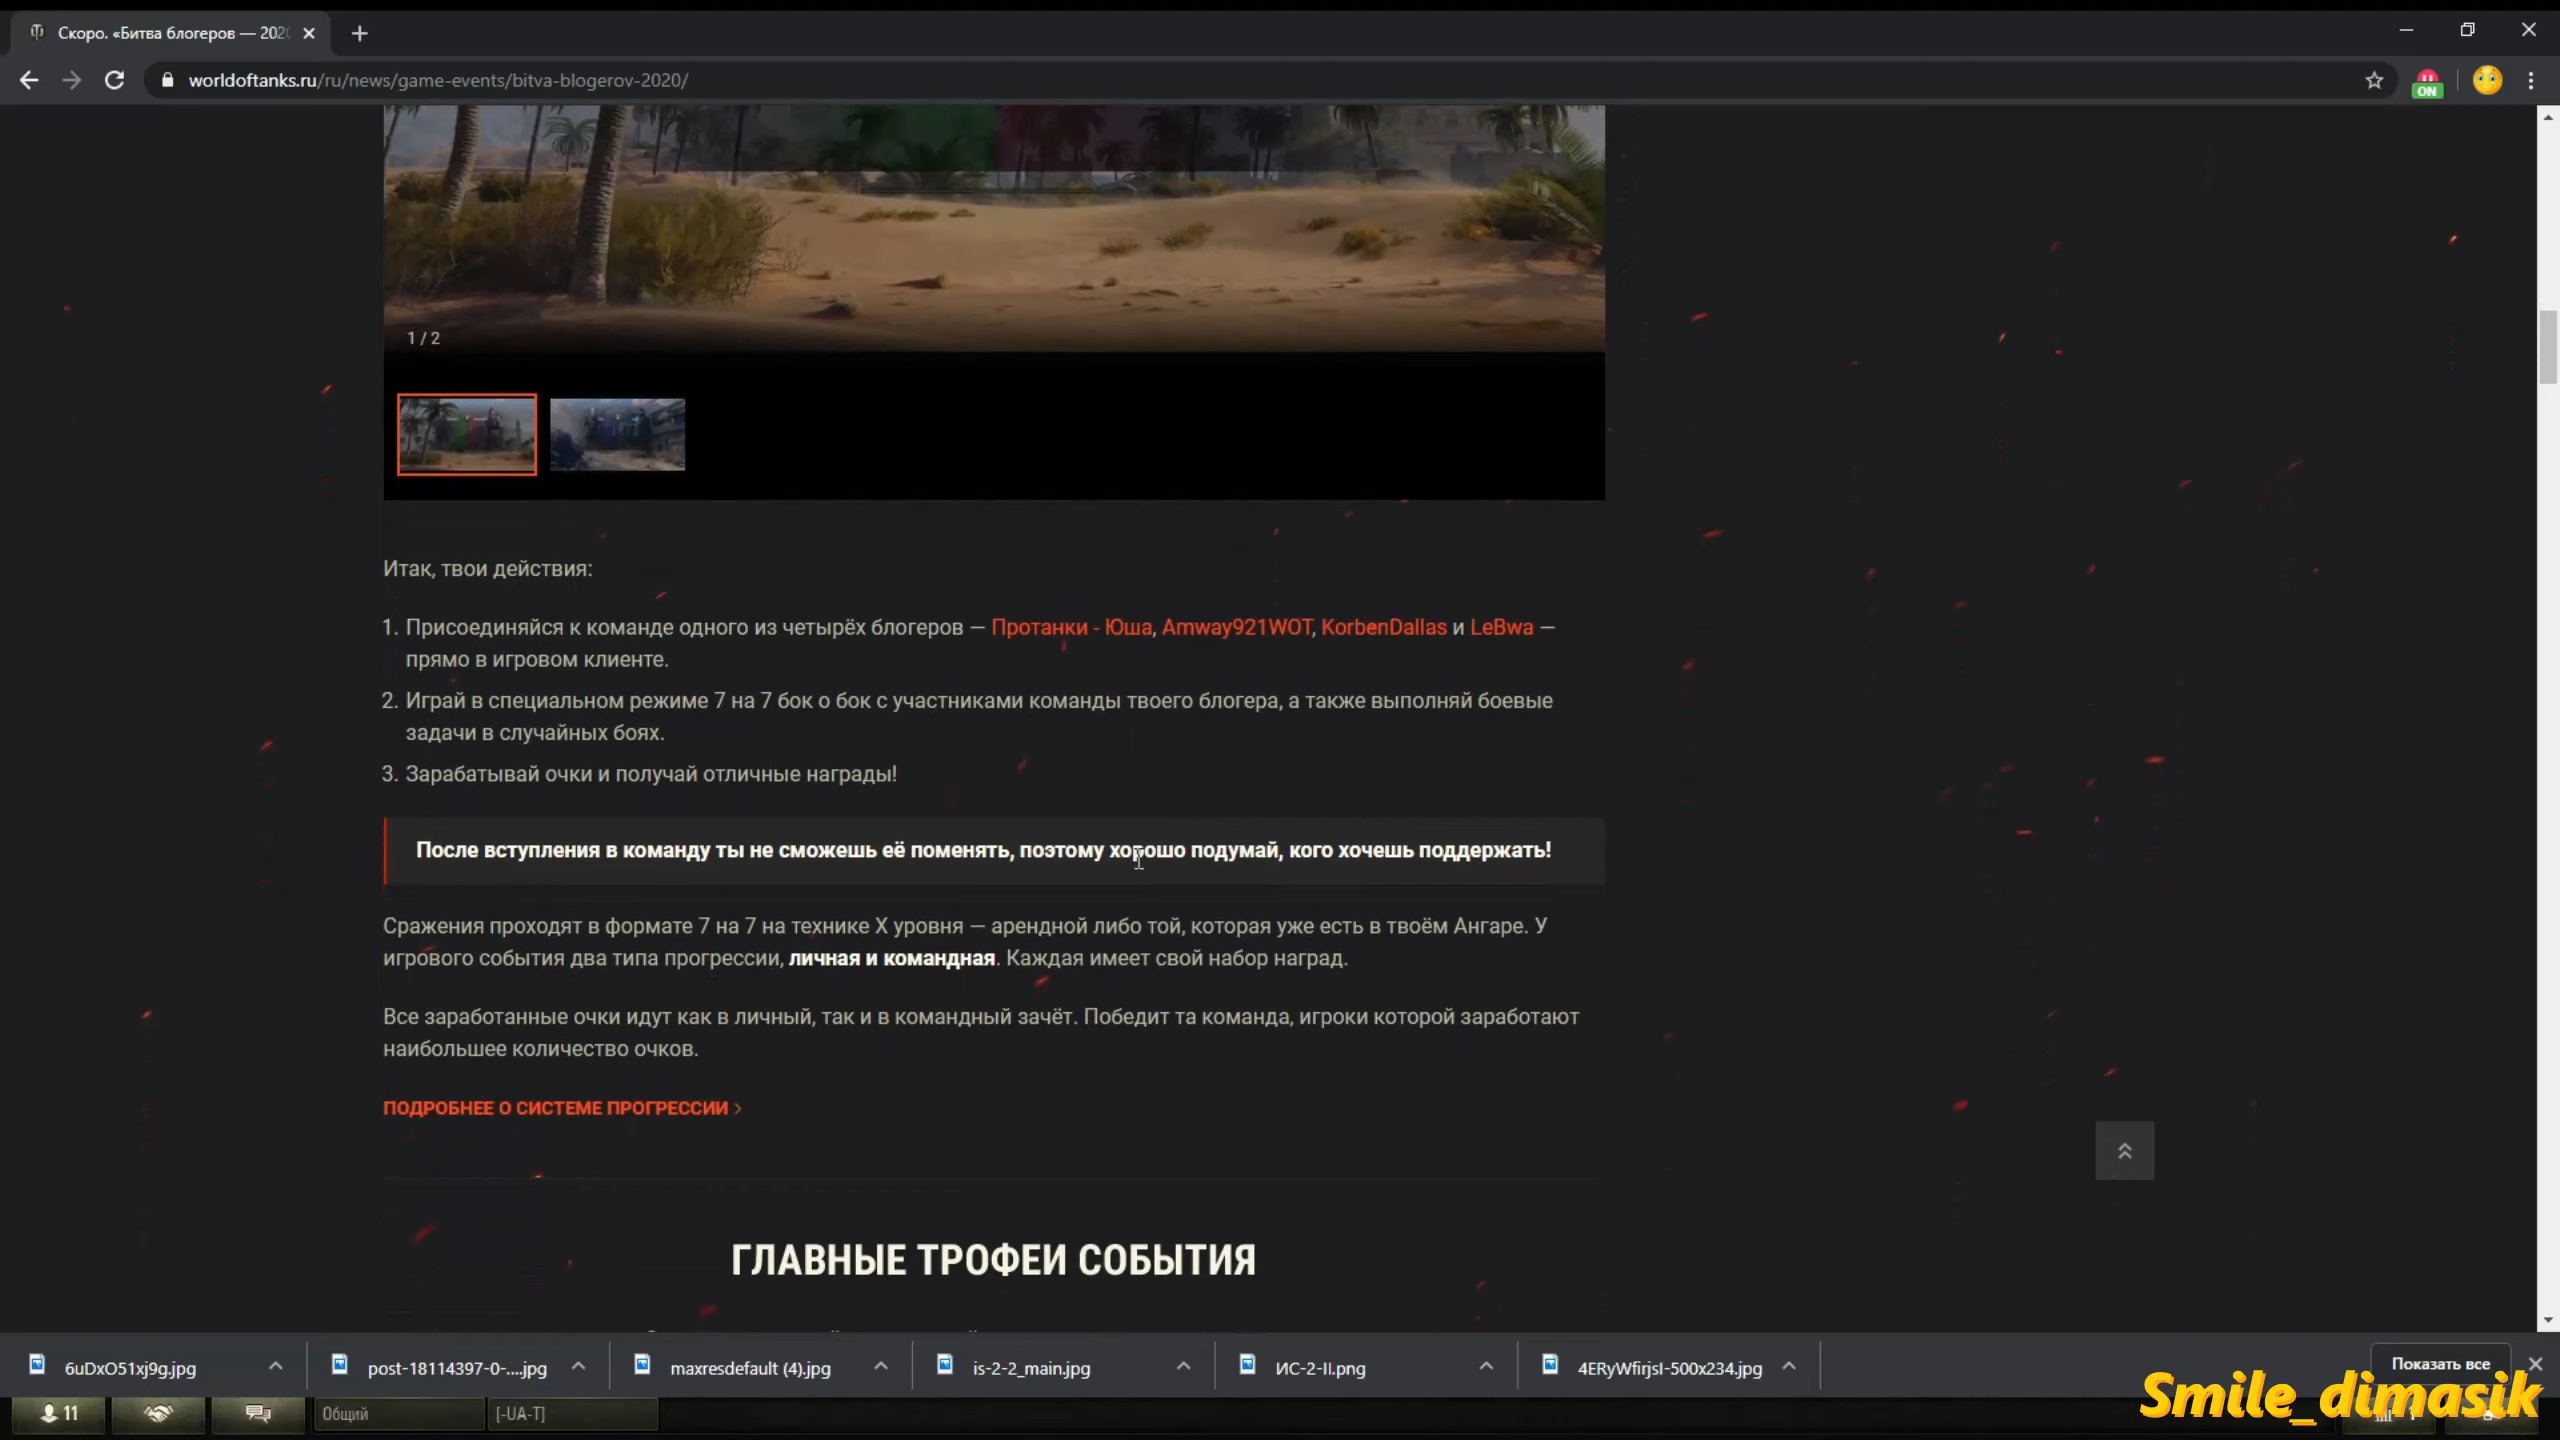 Скоро. «Битва блогеров — 202
worldoftanks.ru/ru/news/game-events/bitva-blogerov-2020/
ON
1 / 2
Итак, твои действия:
1. Присоединяйся к команде одного из четырёх блогеров — Протанки - Юша, Amway921WOT, KorbenDallas и LeBwa —
прямо в игровом клиенте.
2. Играй в специальном режиме 7 на 7 бок о бок с участниками команды твоего блогера, а также выполняй боевые
задачи в случайных боях.
3. Зарабатывай очки и получай отличные награды!
После вступления в команду ты не сможешь её поменять, поэтому хорошо подумай, кого хочешь поддержать!
Сражения проходят в формате 7 на 7 на технике X уровня — арендной либо той, которая уже есть в твоём Ангаре. У
игрового события два типа прогрессии, личная и командная. Каждая имеет свой набор наград.
Все заработанные очки идут как в личный, так и в командный зачёт. Победит та команда, игроки которой заработают
наибольшее количество очков.
ПОДРОБНЕЕ О СИСТЕМЕ ПРОГРЕССИИ
ГЛАВНЫЕ ТРОФЕИ СОБЫТИЯ
6uDxO51xj9g.jpg
post-18114397-0-....jpg
maxresdefault (4).jpg
is-2-2_main.jpg
ИС-2-II.png
4ERyWfirjsI-500x234.jpg
Показать все
11
Общий
[-UA-T]
Smile_dimasik